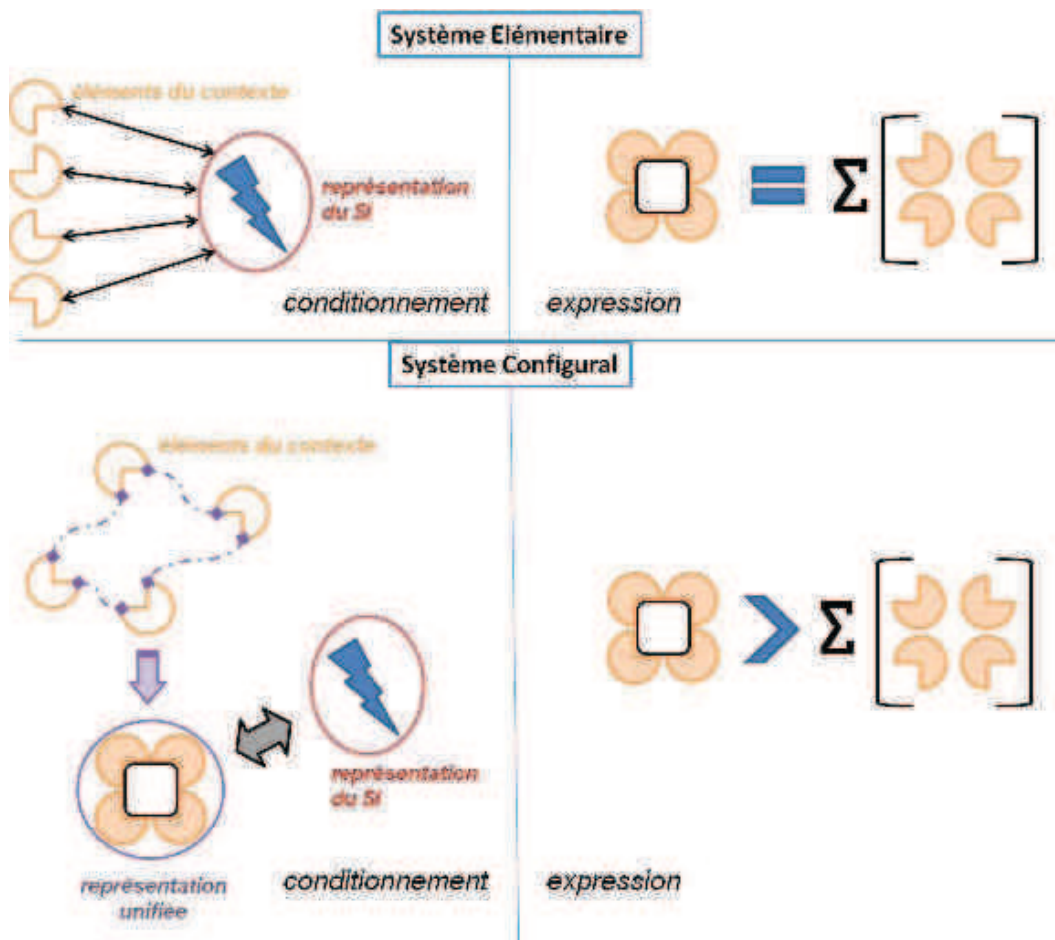 Système Elémentaire
éléments du contexte
représentation
du SI
conditionnement
expression
= Σ
Système Configural
éléments du contexte
> Σ
représentation
du SI
représentation
unifiée
conditionnement
expression